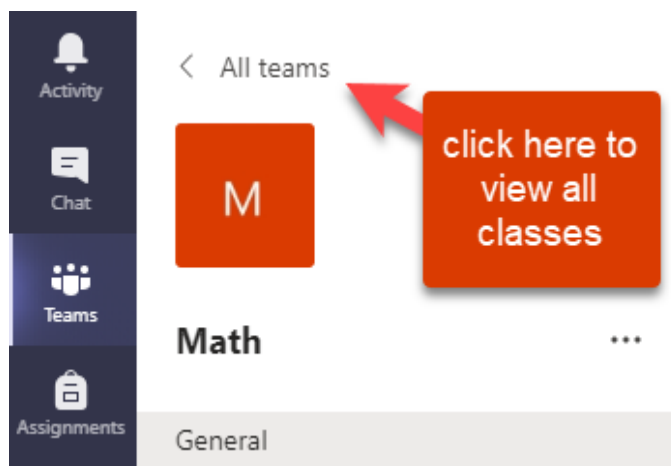 Activity
Chat
Teams
Assignments
All teams
M
click here to
view all
classes
Math
General